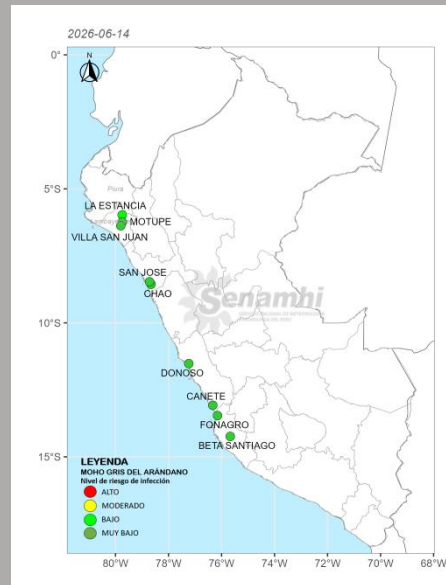 2026-06-14
N
0°
Piura
LA ESTANCIA
5°S
MOTUPE
VILLA SAN JUAN
SAN JOSE
CHAO
Senamhi
10°S
DONOSO
CANETE
FONAGRO
BETA SANTIAGO
15°S
LEYENDA
MOHO GRIS DEL ARÁNDANO
Nivel de riesgo de infección
ALTO
MODERADO
BAJO
MUY BAJO
80°W 78°W 76°W 74°W 72°W 70°W 68°W